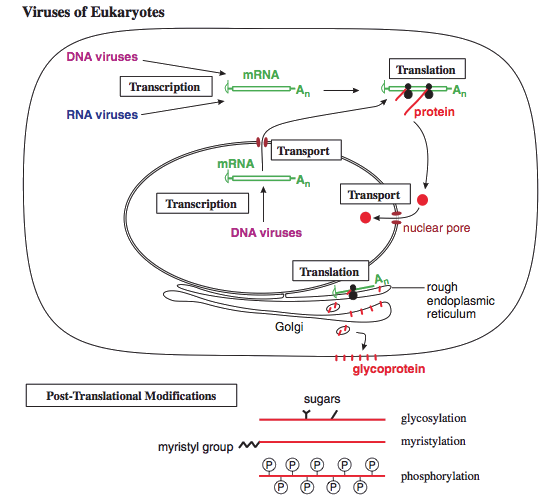 Viruses of Eukaryotes
DNA viruses
Transcription
RNA viruses
mRNA
An
Translation
An
protein
Transport
mRNA
An
Transcription
DNA viruses
Transport
nuclear pore
Translation
An
rough
endoplasmic
reticulum
Golgi
glycoprotein
Post-Translational Modifications
sugars
glycosylation
myristyl group
myristylation
P P P P P
P P P P
phosphorylation